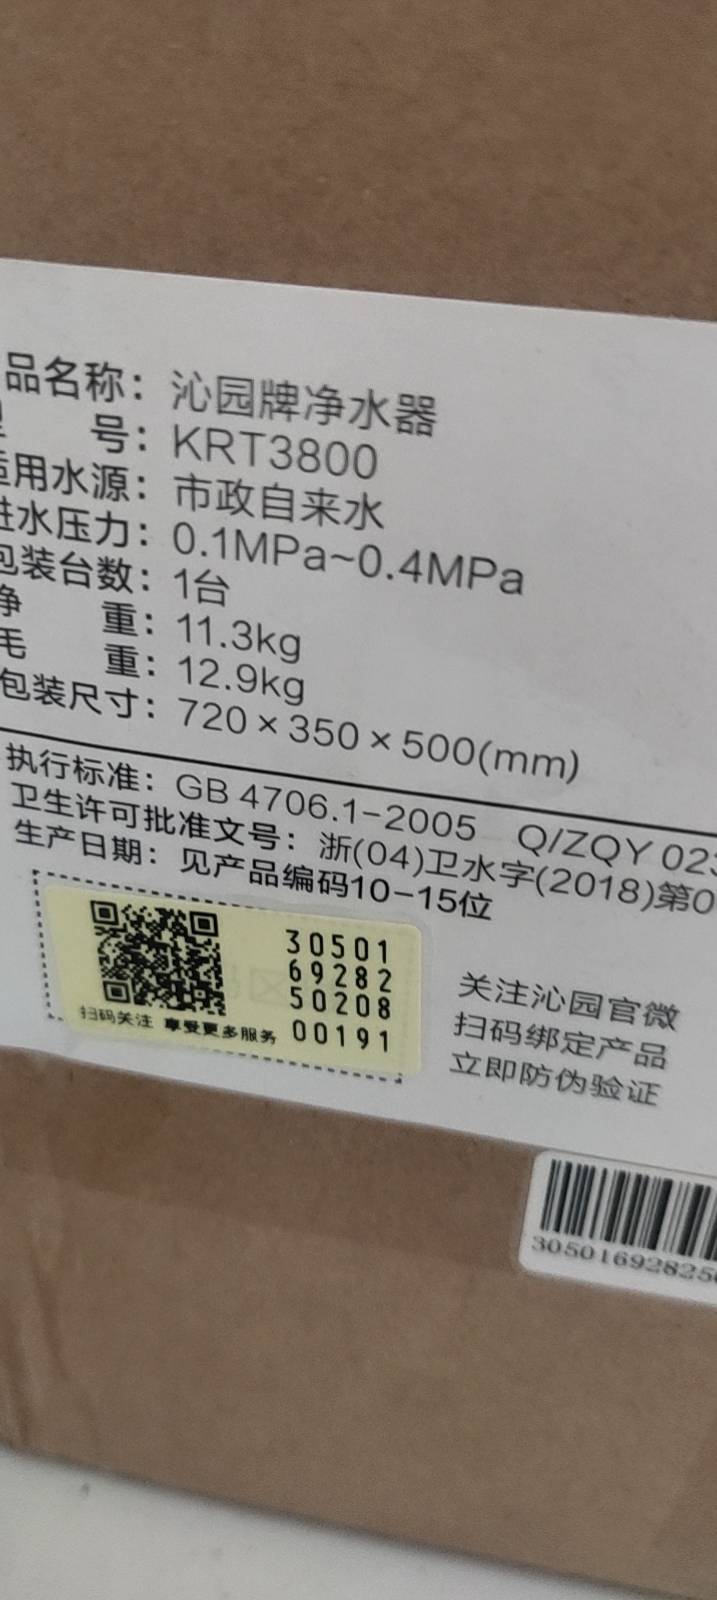 品名称：沁园牌净水器
号：KRT3800
适用水源：市政自来水
进水压力：0.1MPa~0.4MPa
包装台数：1台
净 重：11.3kg
毛 重：12.9kg
包装尺寸：720×350×500(mm)
执行标准：GB 4706.1-2005 Q/ZQY 023
卫生许可批准文号：浙(04)卫水字(2018)第0
生产日期：见产品编码10-15位
30501
69282
50208
00191
扫码关注 享受更多服务
关注沁园官微
扫码绑定产品
立即防伪验证
305016928250